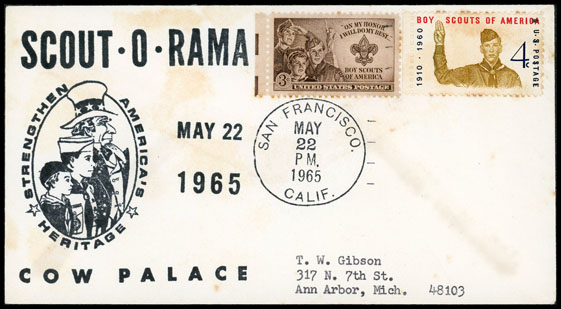 SCOUT·O·RAMA
STRENGTHEN AMERICA'S
HERITAGE
MAY 22
1965
COW PALACE
"ON MY HONOR
I WILL DO MY BEST..."
3¢
BOY SCOUTS
OF AMERICA
UNITED STATES POSTAGE
BOY SCOUTS OF AMERICA
1910 · 1960
4¢
U.S. POSTAGE
SAN FRANCISCO,
MAY
22
P.M.
1965
CALIF.
T. W. Gibson
317 N. 7th St.
Ann Arbor, Mich. 48103